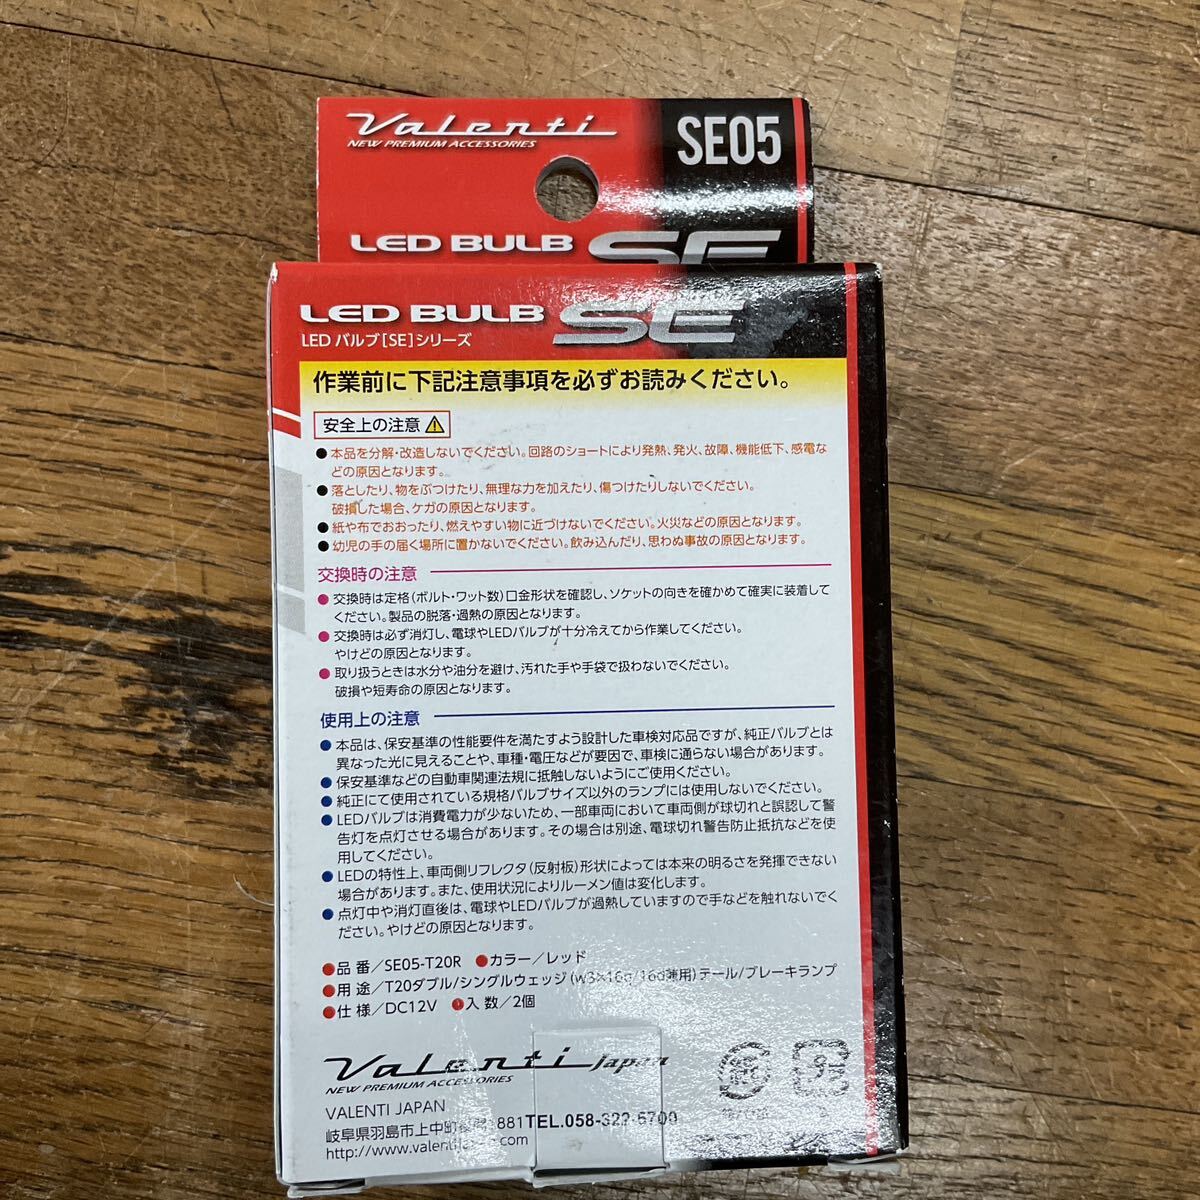 Valenti
NEW PREMIUM ACCESSORIES
SE05
LED BULB SE
LED BULB SE
LED バルブ[SE]シリーズ
作業前に下記注意事項を必ずお読みください。
安全上の注意
●本品を分解・改造しないでください。回路のショートにより発熱、発火、故障、機能低下、感電な
どの原因となります。
●落としたり、物をぶつけたり、無理な力を加えたり、傷つけたりしないでください。
破損した場合、ケガの原因となります。
●紙や布でおおったり、燃えやすい物に近づけないでください。火災などの原因となります。
●幼児の手の届く場所に置かないでください。飲み込んだり、思わぬ事故の原因となります。
交換時の注意
●交換時は定格(ボルト・ワット数)口金形状を確認し、ソケットの向きを確かめて確実に装着して
ください。製品の脱落・過熱の原因となります。
●交換時は必ず消灯し、電球やLEDバルブが十分冷えてから作業してください。
やけどの原因となります。
●取り扱うときは水分や油分を避け、汚れた手や手袋で扱わないでください。
破損や短寿命の原因となります。
使用上の注意
●本品は、保安基準の性能要件を満たすよう設計した車検対応品ですが、純正バルブとは
異なった光に見えることや、車種・電圧などが要因で、車検に通らない場合があります。
●保安基準などの自動車関連法規に抵触しないようにご使用ください。
●純正にて使用されている規格バルブサイズ以外のランプには使用しないでください。
●LEDバルブは消費電力が少ないため、一部車両において車両側が球切れと誤認して警
告灯を点灯させる場合があります。その場合は別途、電球切れ警告防止抵抗などを使
用してください。
●LEDの特性上、車両側リフレクタ(反射板)形状によっては本来の明るさを発揮できない
場合があります。また、使用状況によりルーメン値は変化します。
●点灯中や消灯直後は、電球やLEDバルブが過熱していますので手などを触れないでく
ださい。やけどの原因となります。
●品 番/SE05-T20R ●カラー/レッド
●用 途/T20ダブル/シングルウェッジ(w3×16q/16d兼用)テール/ブレーキランプ
●仕 様/DC12V ●入 数/2個
Valenti Japan
NEW PREMIUM ACCESSORIES
VALENTI JAPAN
岐阜県羽島市上中町 881 TEL.058-322-6700
http://www.valentijapan.com